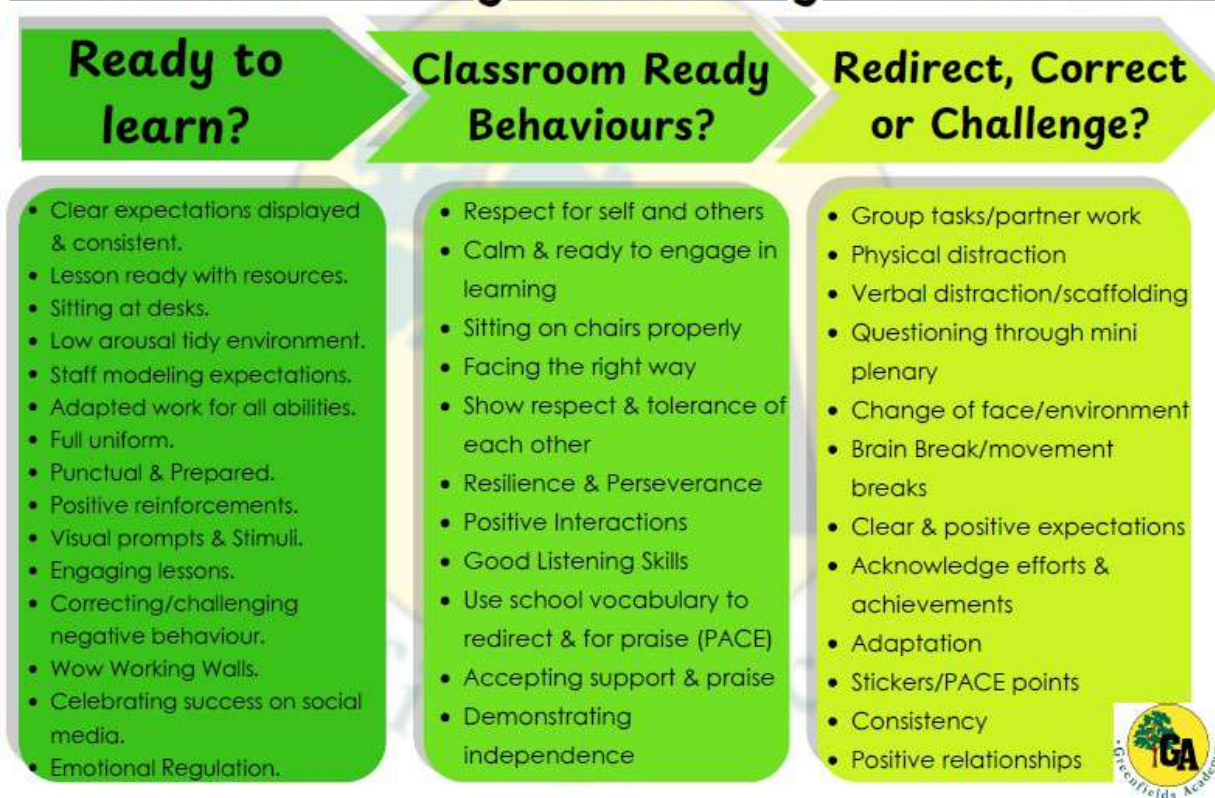 Ready to
learn?
Classroom Ready
Behaviours?
Redirect, Correct
or Challenge?
• Clear expectations displayed
& consistent.
• Lesson ready with resources.
• Sitting at desks.
• Low arousal tidy environment.
• Staff modeling expectations.
• Adapted work for all abilities.
• Full uniform.
• Punctual & Prepared.
• Positive reinforcements.
• Visual prompts & Stimuli.
• Engaging lessons.
• Correcting/challenging
negative behaviour.
• Wow Working Walls.
• Celebrating success on social
media.
• Emotional Regulation.
• Respect for self and others
• Calm & ready to engage in
learning
• Sitting on chairs properly
• Facing the right way
• Show respect & tolerance of
each other
• Resilience & Perseverance
• Positive Interactions
• Good Listening Skills
• Use school vocabulary to
redirect & for praise (PACE)
• Accepting support & praise
• Demonstrating
independence
• Group tasks/partner work
• Physical distraction
• Verbal distraction/scaffolding
• Questioning through mini
plenary
• Change of face/environment
• Brain Break/movement
breaks
• Clear & positive expectations
• Acknowledge efforts &
achievements
• Adaptation
• Stickers/PACE points
• Consistency
• Positive relationships
GA
Greenfields